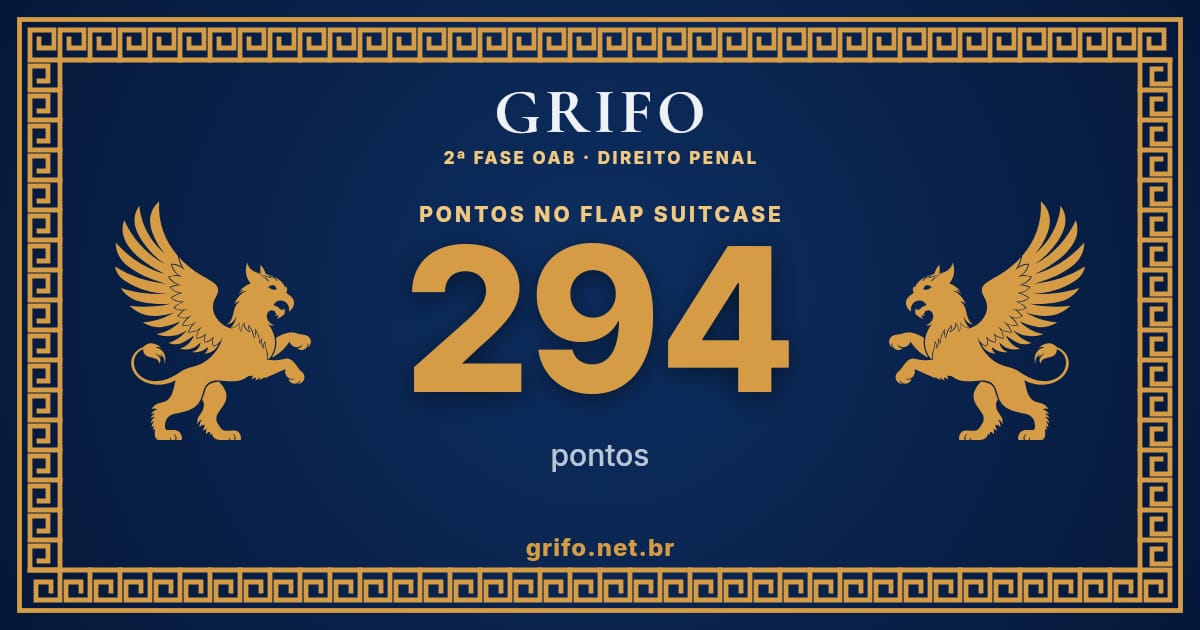 GRIFO
2ª FASE OAB · DIREITO PENAL
PONTOS NO FLAP SUITCASE
294
pontos
grifo.net.br